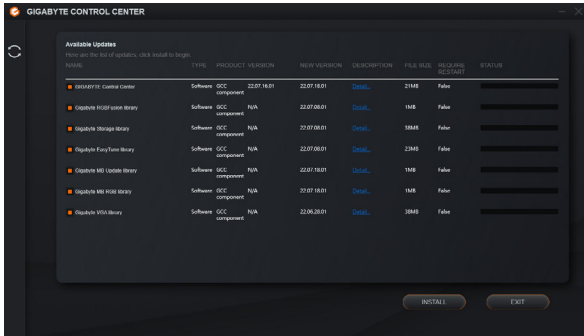 GIGABYTE CONTROL CENTER
Available Updates
Here are the list of updates, click install to begin.
NAME TYPE PRODUCT VERSION NEW VERSION DESCRIPTION FILE SIZE REQUIRE RESTART STATUS
GIGABYTE Control Center Software GCC component 22.07.16.01 22.07.18.01 Detail... 21MB False
Gigabyte RGBFusion library Software GCC component N/A 22.07.08.01 Detail... 1MB False
Gigabyte Storage library Software GCC component N/A 22.07.08.01 Detail... 38MB False
Gigabyte EasyTune library Software GCC component N/A 22.07.08.01 Detail... 23MB False
Gigabyte MB Update library Software GCC component N/A 22.07.18.01 Detail... 1MB False
Gigabyte MB RGB library Software GCC component N/A 22.07.18.01 Detail... 1MB False
Gigabyte VGA library Software GCC component N/A 22.06.28.01 Detail... 38MB False
INSTALL EXIT